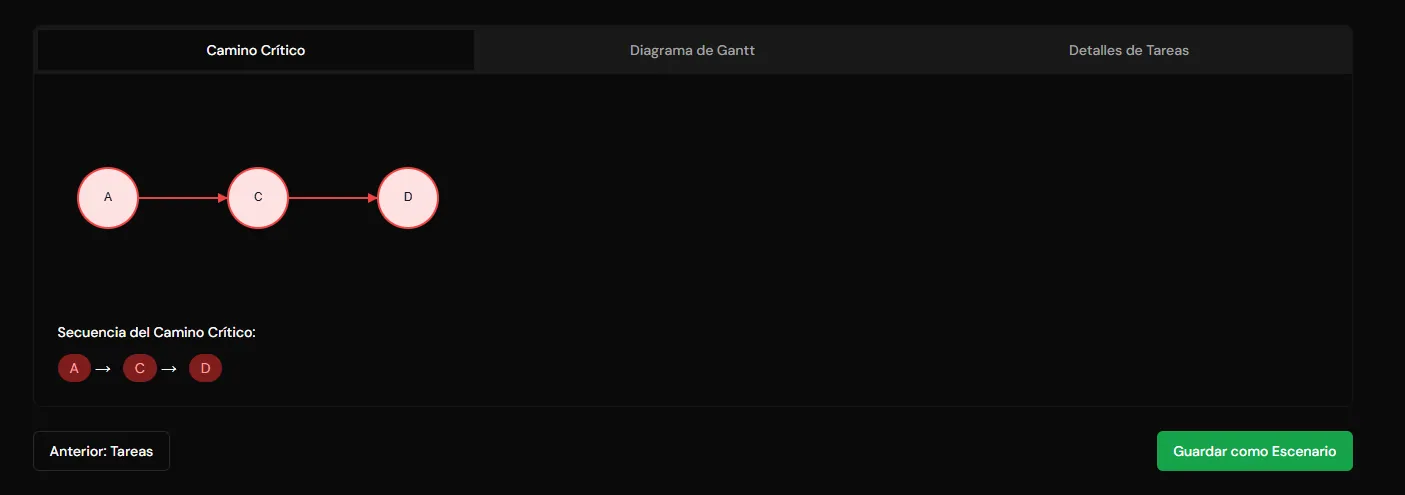 Camino Crítico Diagrama de Gantt Detalles de Tareas
A C D
Secuencia del Camino Crítico:
A → C → D
Anterior: Tareas Guardar como Escenario